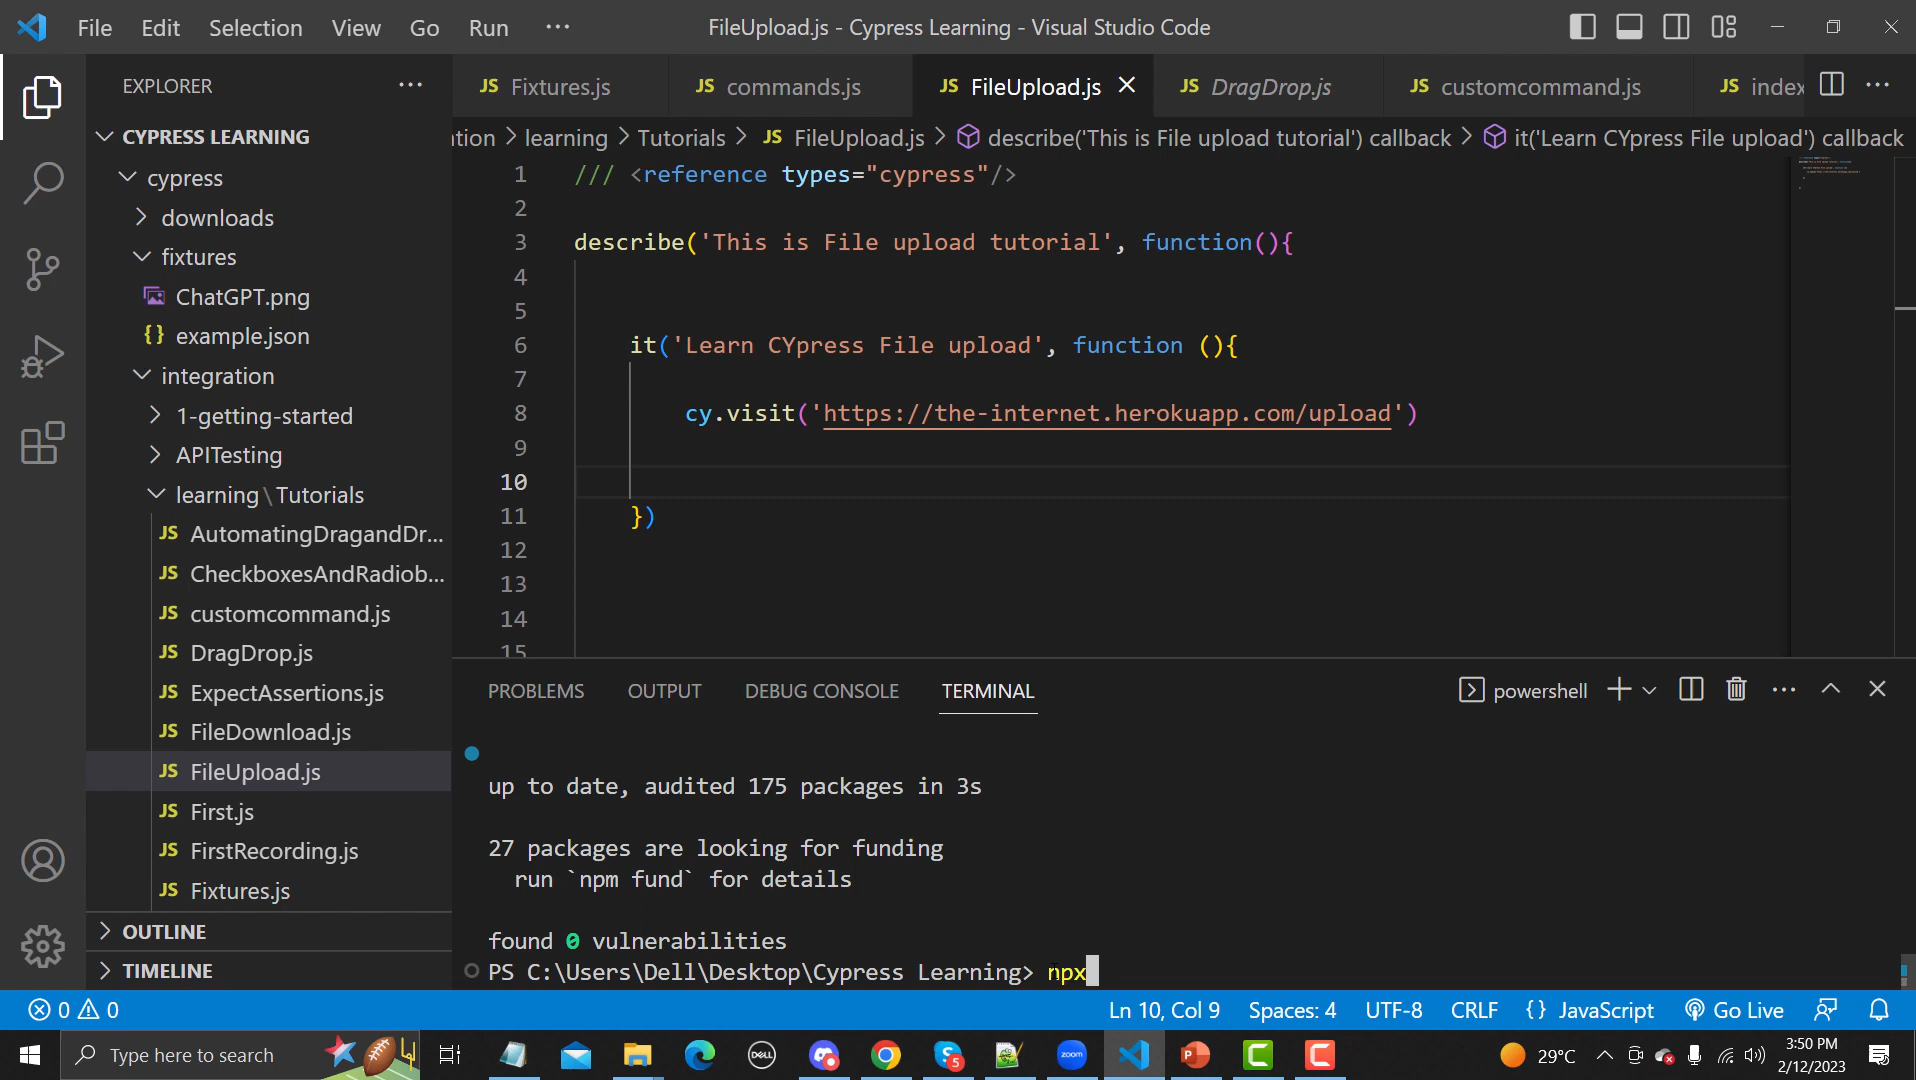 File Edit Selection View Go Run ··· FileUpload.js - Cypress Learning - Visual Studio Code
EXPLORER ···
JS Fixtures.js JS commands.js JS FileUpload.js JS DragDrop.js JS customcommand.js JS index ···
CYPRESS LEARNING
tion > learning > Tutorials > JS FileUpload.js > describe('This is File upload tutorial') callback > it('Learn CYpress File upload') callback
cypress
downloads
fixtures
ChatGPT.png
{} example.json
integration
1-getting-started
APITesting
learning\Tutorials
JS AutomatingDragandDr...
JS CheckboxesAndRadiob...
JS customcommand.js
JS DragDrop.js
JS ExpectAssertions.js
JS FileDownload.js
JS FileUpload.js
JS First.js
JS FirstRecording.js
JS Fixtures.js
OUTLINE
TIMELINE
1 /// <reference types="cypress"/>
2
3 describe('This is File upload tutorial', function(){
4
5
6 it('Learn CYpress File upload', function (){
7
8 cy.visit('https://the-internet.herokuapp.com/upload')
9
10
11 })
12
13
14
15
PROBLEMS OUTPUT DEBUG CONSOLE TERMINAL powershell ···
up to date, audited 175 packages in 3s
27 packages are looking for funding
run `npm fund` for details
found 0 vulnerabilities
PS C:\Users\Dell\Desktop\Cypress Learning> npx
0 0 Ln 10, Col 9 Spaces: 4 UTF-8 CRLF {} JavaScript Go Live
Type here to search DELL 5 zoom P C C 29°C 3:50 PM
2/12/2023